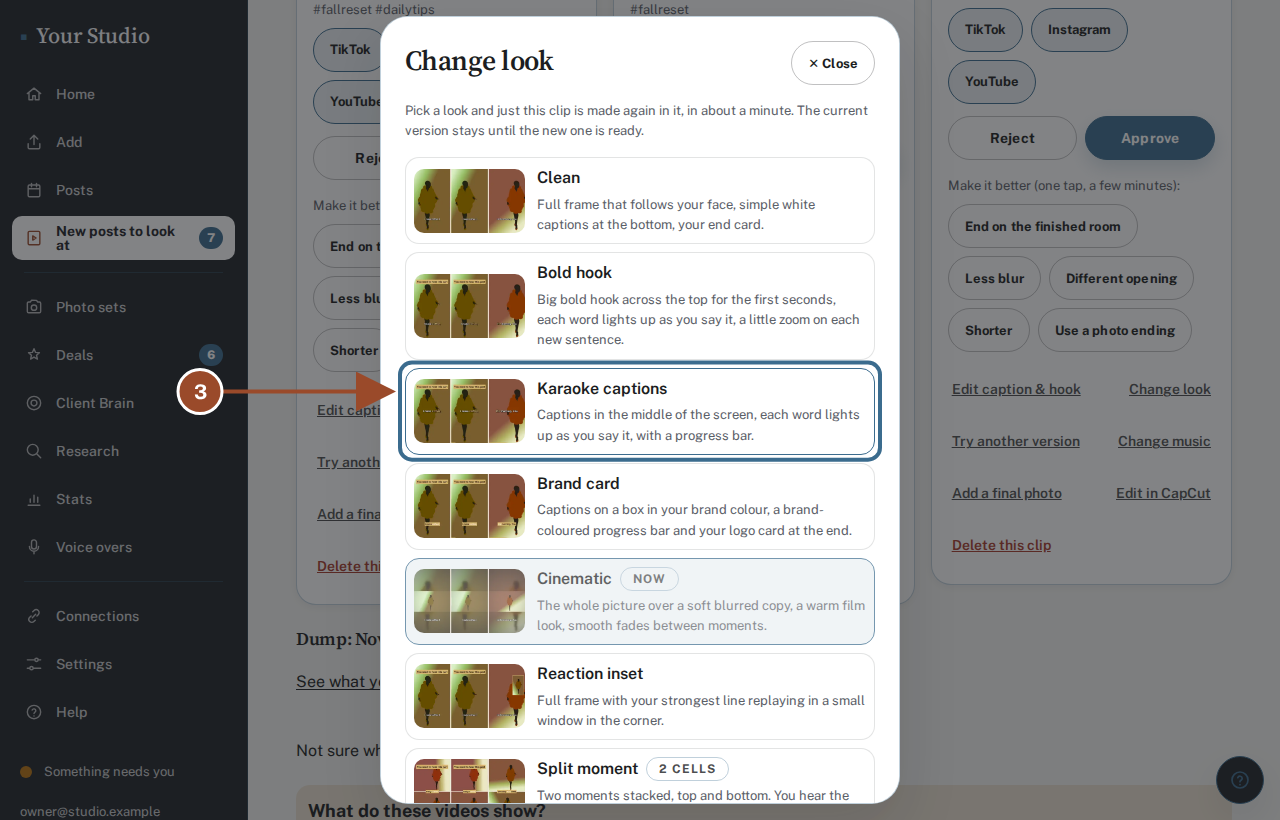 Your Studio
Home
Add
Posts
New posts to look
at
7
Photo sets
Deals
6
Client Brain
Research
Stats
Voice overs
Connections
Settings
Help
Something needs you
owner@studio.example
3
#fallreset #dailytips
TikTok
YouTube
Make it bet
End on t
Less blu
Shorter
Edit capti
Try anoth
Add a fina
Delete thi
Dump: Nov
See what y
Not sure wh
What do these videos show?
#fallreset
Change look
× Close
Pick a look and just this clip is made again in it, in about a minute. The current
version stays until the new one is ready.
Clean
Full frame that follows your face, simple white
captions at the bottom, your end card.
Bold hook
Big bold hook across the top for the first seconds,
each word lights up as you say it, a little zoom on each
new sentence.
Karaoke captions
Captions in the middle of the screen, each word lights
up as you say it, with a progress bar.
Brand card
Captions on a box in your brand colour, a brand-
coloured progress bar and your logo card at the end.
Cinematic NOW
The whole picture over a soft blurred copy, a warm film
look, smooth fades between moments.
Reaction inset
Full frame with your strongest line replaying in a small
window in the corner.
Split moment 2 CELLS
Two moments stacked, top and bottom. You hear the
TikTok
Instagram
YouTube
Reject
Approve
Make it better (one tap, a few minutes):
End on the finished room
Less blur
Different opening
Shorter
Use a photo ending
Edit caption & hook
Change look
Try another version
Change music
Add a final photo
Edit in CapCut
Delete this clip